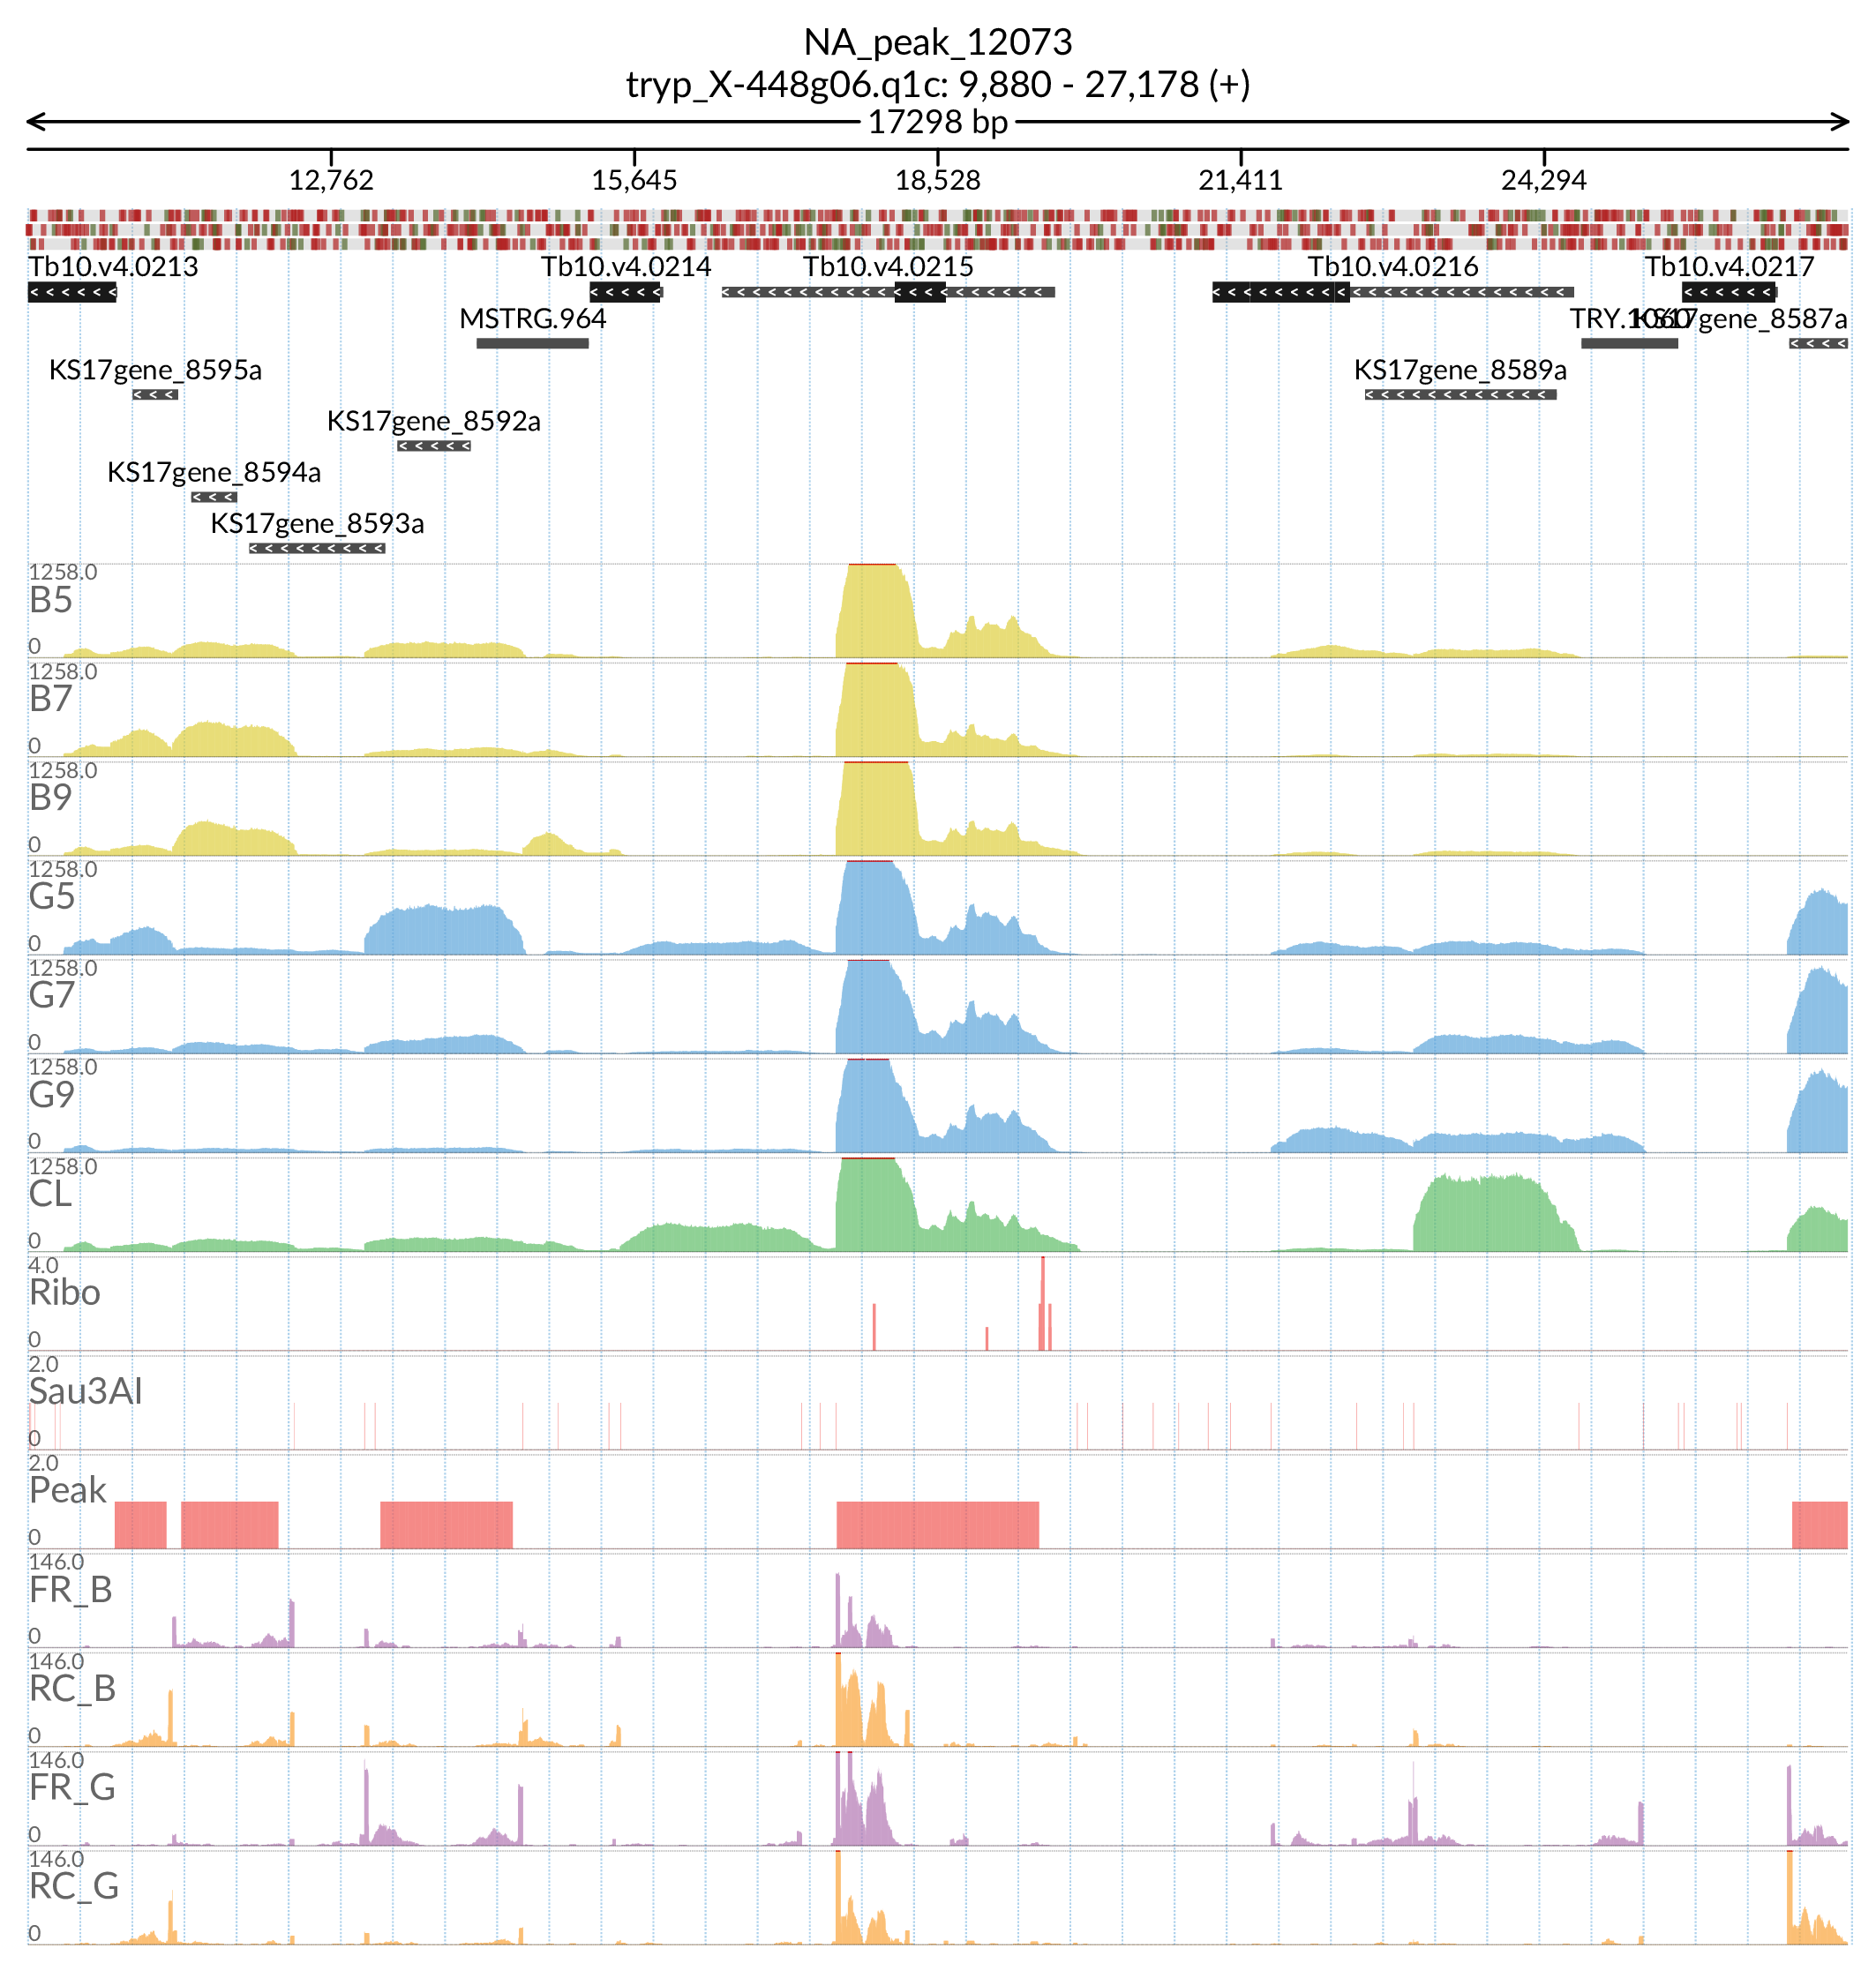 NA_peak_12073
tryp_X-448g06.q1c: 9,880 - 27,178 (+)
17298 bp
12,762 15,645 18,528 21,411 24,294
Tb10.v4.0213 Tb10.v4.0214 Tb10.v4.0215 Tb10.v4.0216 Tb10.v4.0217
MSTRG.964 TRY.1060 KS17gene_8587a
KS17gene_8595a KS17gene_8589a
KS17gene_8592a
KS17gene_8594a
KS17gene_8593a
1258.0
B5
0
1258.0
B7
0
1258.0
B9
0
1258.0
G5
0
1258.0
G7
0
1258.0
G9
0
1258.0
CL
0
4.0
Ribo
0
2.0
Sau3AI
0
2.0
Peak
0
146.0
FR_B
0
146.0
RC_B
0
146.0
FR_G
0
146.0
RC_G
0